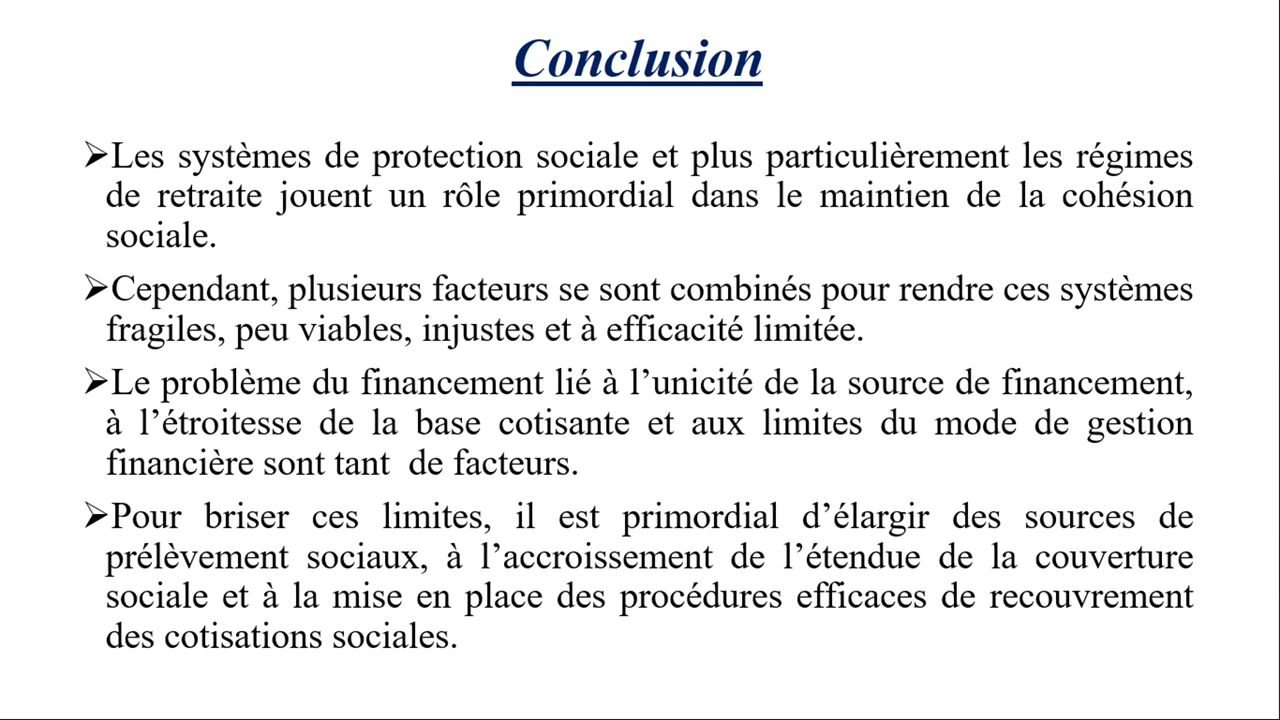 Conclusion
➢Les systèmes de protection sociale et plus particulièrement les régimes
de retraite jouent un rôle primordial dans le maintien de la cohésion
sociale.
➢Cependant, plusieurs facteurs se sont combinés pour rendre ces systèmes
fragiles, peu viables, injustes et à efficacité limitée.
➢Le problème du financement lié à l’unicité de la source de financement,
à l’étroitesse de la base cotisante et aux limites du mode de gestion
financière sont tant  de facteurs.
➢Pour briser ces limites, il est primordial d’élargir des sources de
prélèvement sociaux, à l’accroissement de l’étendue de la couverture
sociale et à la mise en place des procédures efficaces de recouvrement
des cotisations sociales.